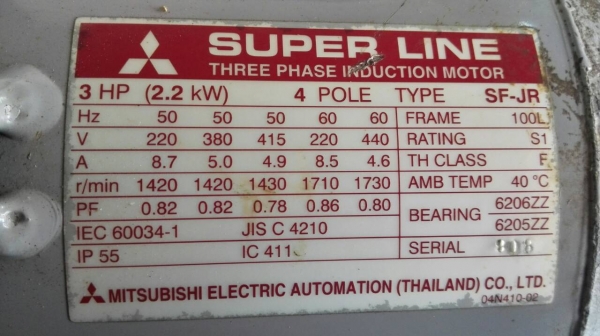 SUPER LINE
THREE PHASE INDUCTION MOTOR
3 HP (2.2 kW) 4 POLE TYPE SF-JR
Hz 50 50 50 60 60 FRAME 100L
V 220 380 415 220 440 RATING S1
A 8.7 5.0 4.9 8.5 4.6 TH CLASS F
r/min 1420 1420 1430 1710 1730 AMB TEMP 40 °C
PF 0.82 0.82 0.78 0.86 0.80 BEARING 6206ZZ
IEC 60034-1 JIS C 4210 6205ZZ
IP 55 IC 411 SERIAL
MITSUBISHI ELECTRIC AUTOMATION (THAILAND) CO., LTD.
04N410-02